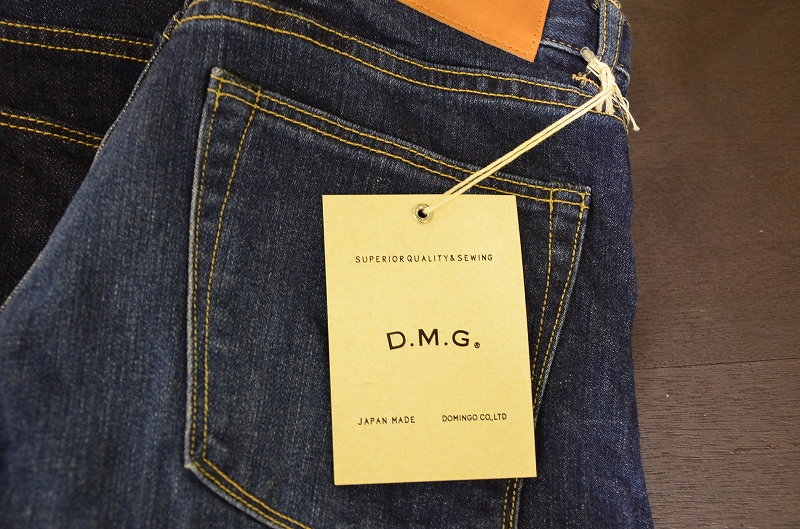 SUPERIOR QUALITY & SEWING
D.M.G.®
JAPAN MADE DOMINGO CO.,LTD